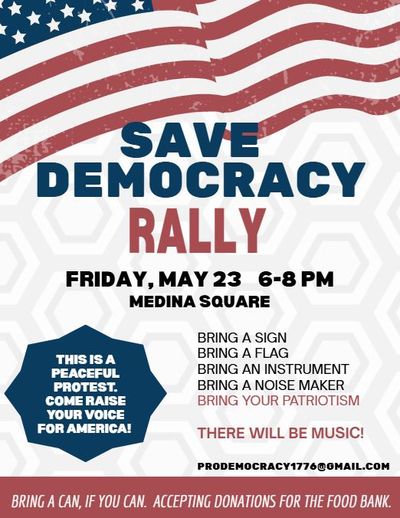 SAVE
DEMOCRACY
RALLY
FRIDAY, MAY 23 6-8 PM
MEDINA SQUARE
THIS IS A
PEACEFUL
PROTEST.
COME RAISE
YOUR VOICE
FOR AMERICA!
BRING A SIGN
BRING A FLAG
BRING AN INSTRUMENT
BRING A NOISE MAKER
BRING YOUR PATRIOTISM
THERE WILL BE MUSIC!
PRODEMOCRACY1776@GMAIL.COM
BRING A CAN, IF YOU CAN. ACCEPTING DONATIONS FOR THE FOOD BANK.